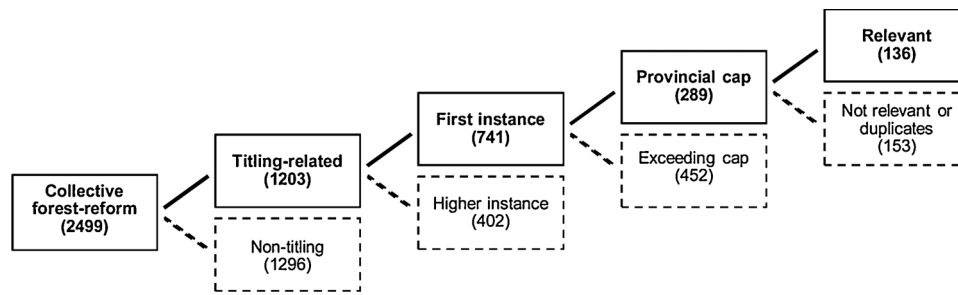 Collective
forest-reform
(2499)
Titling-related
(1203)
Non-titling
(1296)
First instance
(741)
Higher instance
(402)
Provincial cap
(289)
Exceeding cap
(452)
Relevant
(136)
Not relevant or
duplicates
(153)